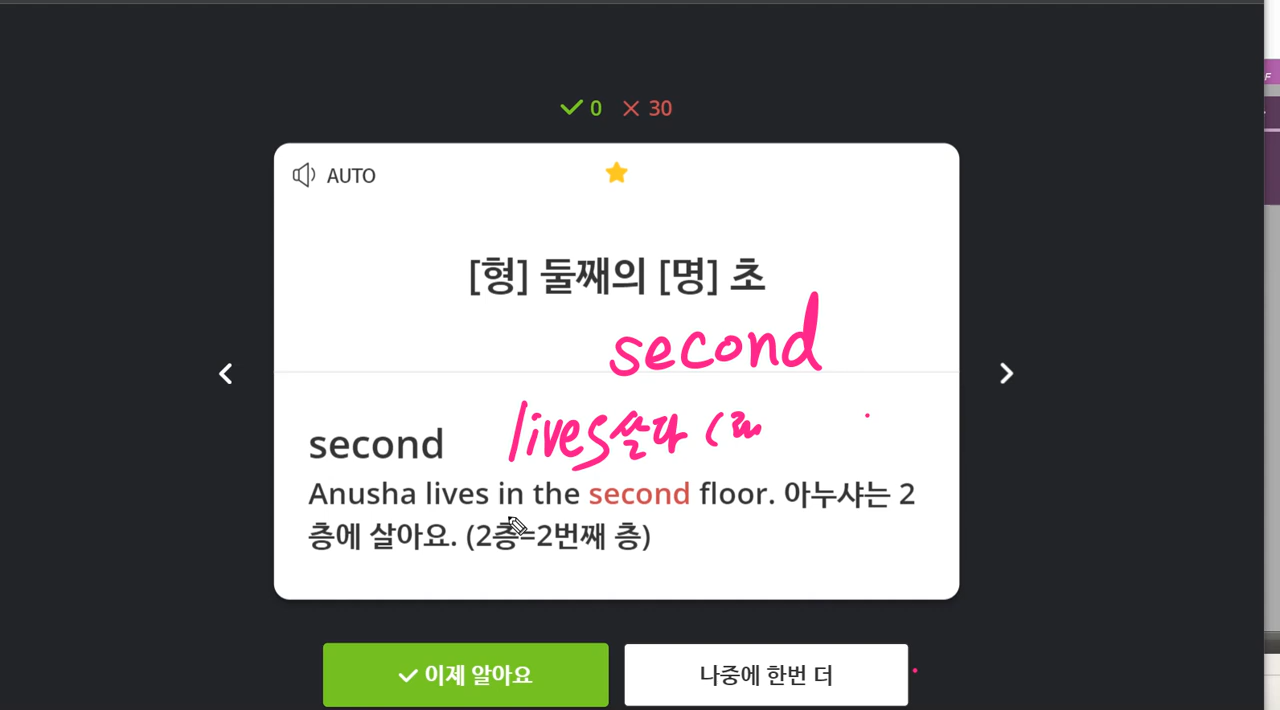 0 30
AUTO
[형] 둘째의 [명] 초
second
lives 쌀다
second
Anusha lives in the second floor. 아누샤는 2
층에 살아요. (2층=2번째 층)
이제 알아요
나중에 한번 더